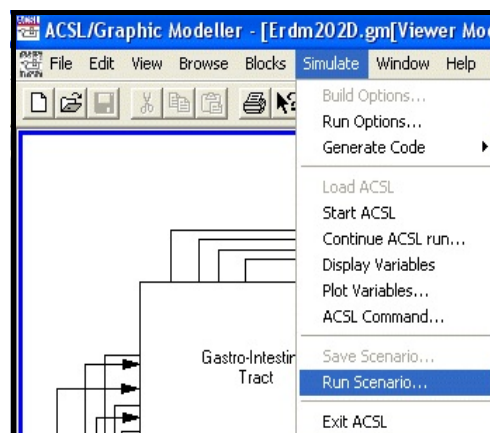 ACSL/Graphic Modeller - [Erdm202D.gm[Viewer Mo
File Edit View Browse Blocks Simulate Window Help
Build Options...
Run Options...
Generate Code
Load ACSL
Start ACSL
Continue ACSL run...
Display Variables
Plot Variables...
ACSL Command...
Save Scenario...
Run Scenario...
Exit ACSL
Gastro-Intestin
Tract